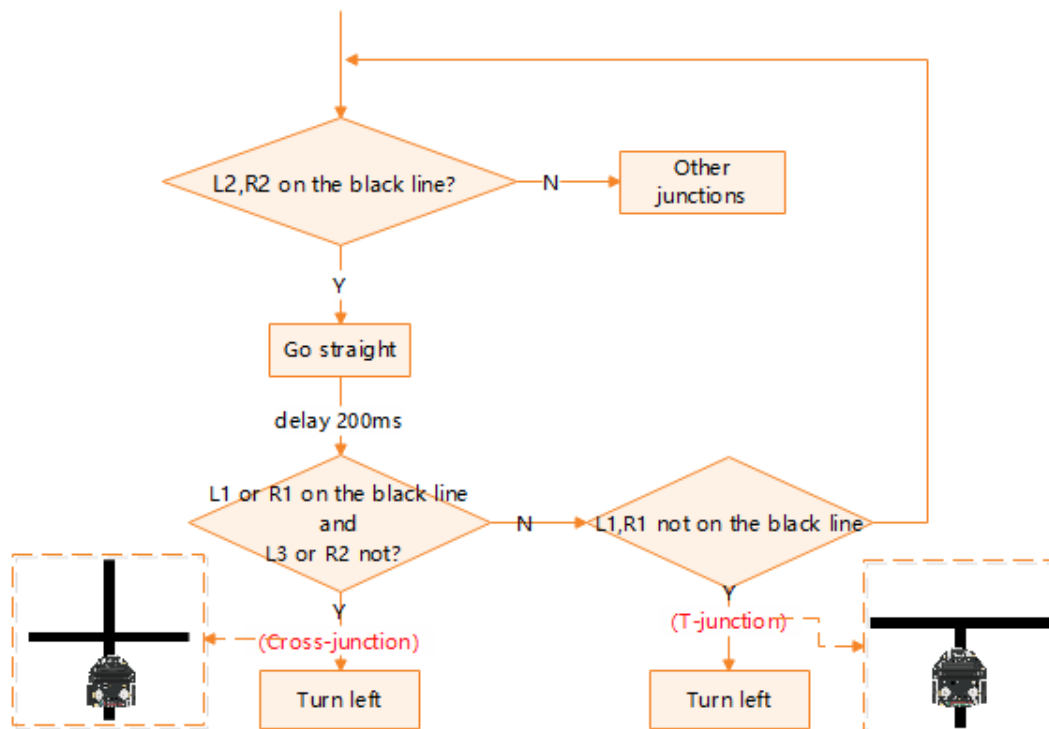 L2,R2 on the black line?
N
Other
junctions
Y
Go straight
delay 200ms
L1 or R1 on the black line
and
L3 or R2 not?
N
L1,R1 not on the black line
Y
(Cross-junction)
Turn left
Y
(T-junction)
Turn left